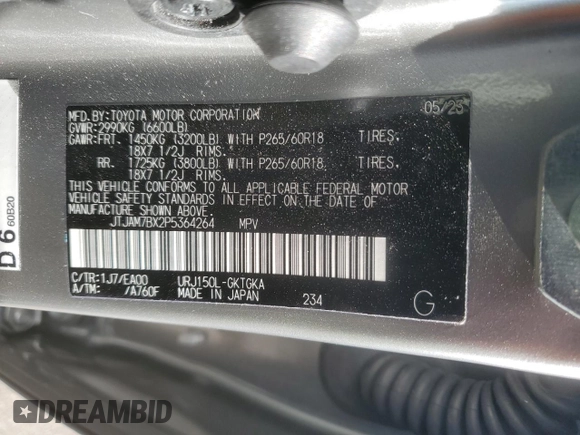 MFD.BY:TOYOTA MOTOR CORPORATION 05/23
GVWR:2990KG (6600LB)
GAWR:FRT. 1450KG (3200LB) WITH P265/60R18 TIRES,
18X7 1/2J RIMS,
RR. 1725KG (3800LB) WITH P265/60R18 TIRES,
18X7 1/2J RIMS.
THIS VEHICLE CONFORMS TO ALL APPLICABLE FEDERAL MOTOR
VEHICLE SAFETY STANDARDS IN EFFECT ON THE DATE OF
MANUFACTURE SHOWN ABOVE.
JTJAM7BX2P5364264 MPV
C/TR:1J7/EA00 URJ150L-GKTGKA
A/TM: /A760F MADE IN JAPAN 234
G
D 6
60B20
DREAMBID